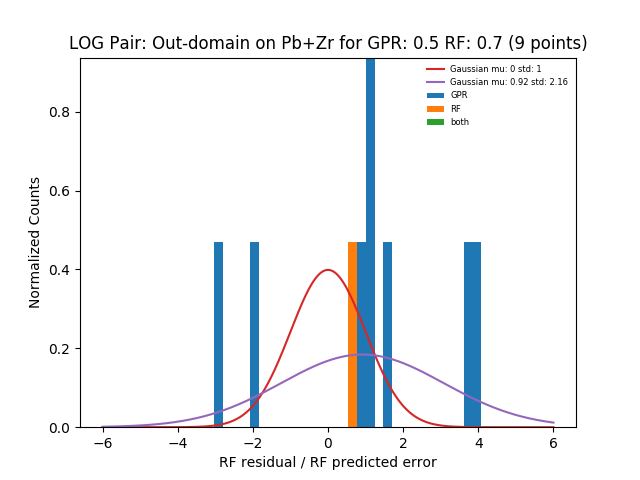 LOG Pair: Out-domain on Pb+Zr for GPR: 0.5 RF: 0.7 (9 points)
Gaussian mu: 0 std: 1
Gaussian mu: 0.92 std: 2.16
GPR
RF
both
Normalized Counts
0.8
0.6
0.4
0.2
0.0
−6 −4 −2 0 2 4 6
RF residual / RF predicted error